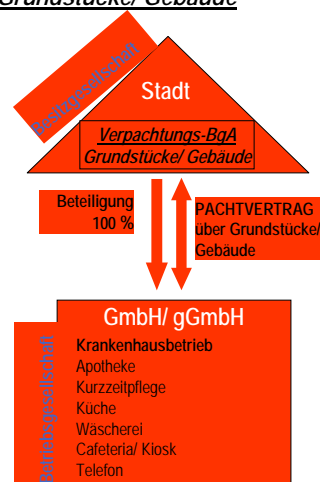 Grundstücke/ Gebäude
Besitzgesellschaft
Stadt
Verpachtungs-BgA
Grundstücke/ Gebäude
Beteiligung
100 %
PACHTVERTRAG
über Grundstücke/
Gebäude
GmbH/ gGmbH
Betriebsgesellschaft
Krankenhausbetrieb
Apotheke
Kurzzeitpflege
Küche
Wäscherei
Cafeteria/ Kiosk
Telefon